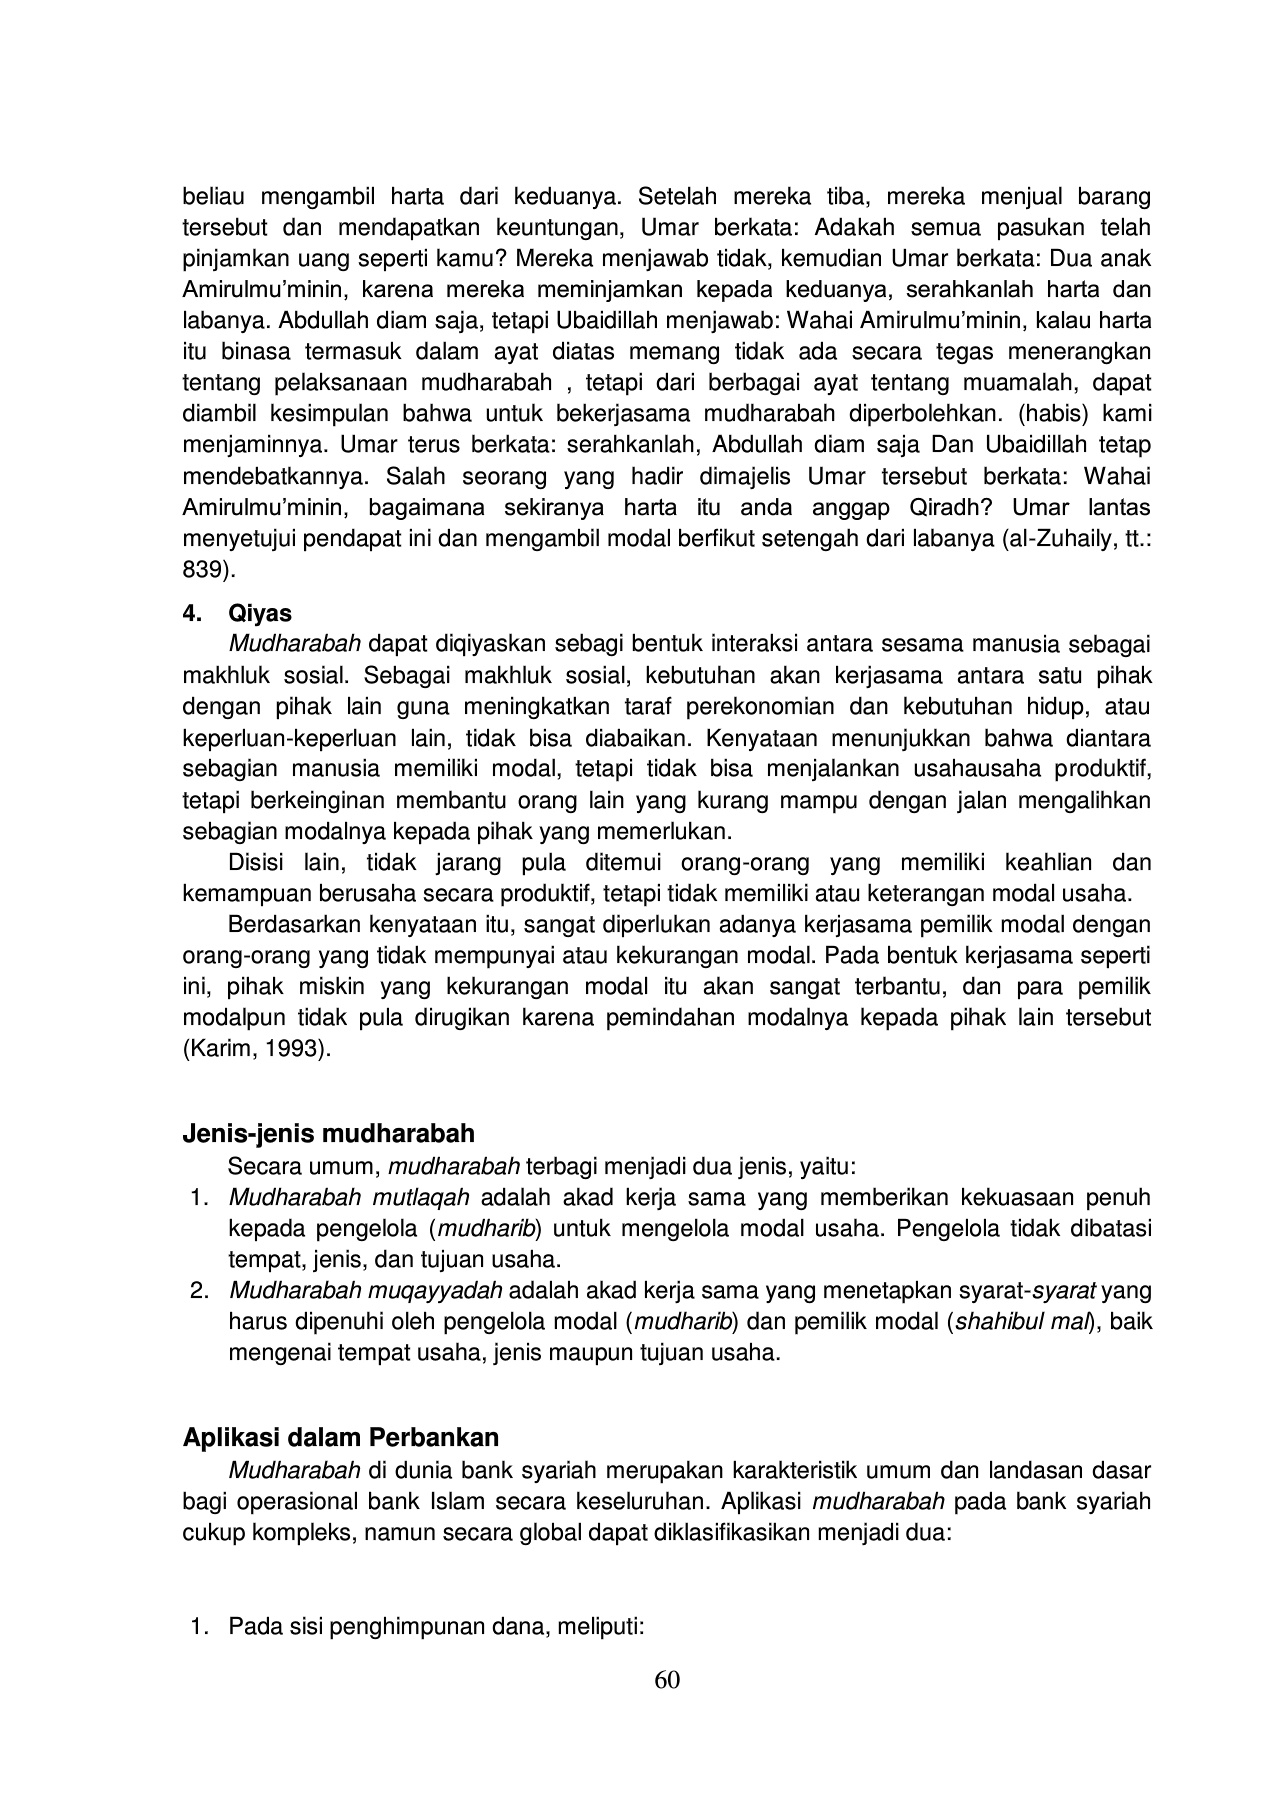 beliau mengambil harta dari keduanya. Setelah mereka tiba, mereka menjual barang
tersebut dan mendapatkan keuntungan, Umar berkata: Adakah semua pasukan telah
pinjamkan uang seperti kamu? Mereka menjawab tidak, kemudian Umar berkata: Dua anak
Amirulmu’minin, karena mereka meminjamkan kepada keduanya, serahkanlah harta dan
labanya. Abdullah diam saja, tetapi Ubaidillah menjawab: Wahai Amirulmu’minin, kalau harta
itu binasa termasuk dalam ayat diatas memang tidak ada secara tegas menerangkan
tentang pelaksanaan mudharabah , tetapi dari berbagai ayat tentang muamalah, dapat
diambil kesimpulan bahwa untuk bekerjasama mudharabah diperbolehkan. (habis) kami
menjaminnya. Umar terus berkata: serahkanlah, Abdullah diam saja Dan Ubaidillah tetap
mendebatkannya. Salah seorang yang hadir dimajelis Umar tersebut berkata: Wahai
Amirulmu’minin, bagaimana sekiranya harta itu anda anggap Qiradh? Umar lantas
menyetujui pendapat ini dan mengambil modal berfikut setengah dari labanya (al-Zuhaily, tt.:
839).
4. Qiyas
Mudharabah dapat diqiyaskan sebagi bentuk interaksi antara sesama manusia sebagai
makhluk sosial. Sebagai makhluk sosial, kebutuhan akan kerjasama antara satu pihak
dengan pihak lain guna meningkatkan taraf perekonomian dan kebutuhan hidup, atau
keperluan-keperluan lain, tidak bisa diabaikan. Kenyataan menunjukkan bahwa diantara
sebagian manusia memiliki modal, tetapi tidak bisa menjalankan usahausaha produktif,
tetapi berkeinginan membantu orang lain yang kurang mampu dengan jalan mengalihkan
sebagian modalnya kepada pihak yang memerlukan.
Disisi lain, tidak jarang pula ditemui orang-orang yang memiliki keahlian dan
kemampuan berusaha secara produktif, tetapi tidak memiliki atau keterangan modal usaha.
Berdasarkan kenyataan itu, sangat diperlukan adanya kerjasama pemilik modal dengan
orang-orang yang tidak mempunyai atau kekurangan modal. Pada bentuk kerjasama seperti
ini, pihak miskin yang kekurangan modal itu akan sangat terbantu, dan para pemilik
modalpun tidak pula dirugikan karena pemindahan modalnya kepada pihak lain tersebut
(Karim, 1993).
Jenis-jenis mudharabah
Secara umum, mudharabah terbagi menjadi dua jenis, yaitu:
1. Mudharabah mutlaqah adalah akad kerja sama yang memberikan kekuasaan penuh
kepada pengelola (mudharib) untuk mengelola modal usaha. Pengelola tidak dibatasi
tempat, jenis, dan tujuan usaha.
2. Mudharabah muqayyadah adalah akad kerja sama yang menetapkan syarat-syarat yang
harus dipenuhi oleh pengelola modal (mudharib) dan pemilik modal (shahibul mal), baik
mengenai tempat usaha, jenis maupun tujuan usaha.
Aplikasi dalam Perbankan
Mudharabah di dunia bank syariah merupakan karakteristik umum dan landasan dasar
bagi operasional bank Islam secara keseluruhan. Aplikasi mudharabah pada bank syariah
cukup kompleks, namun secara global dapat diklasifikasikan menjadi dua:
1. Pada sisi penghimpunan dana, meliputi:
60